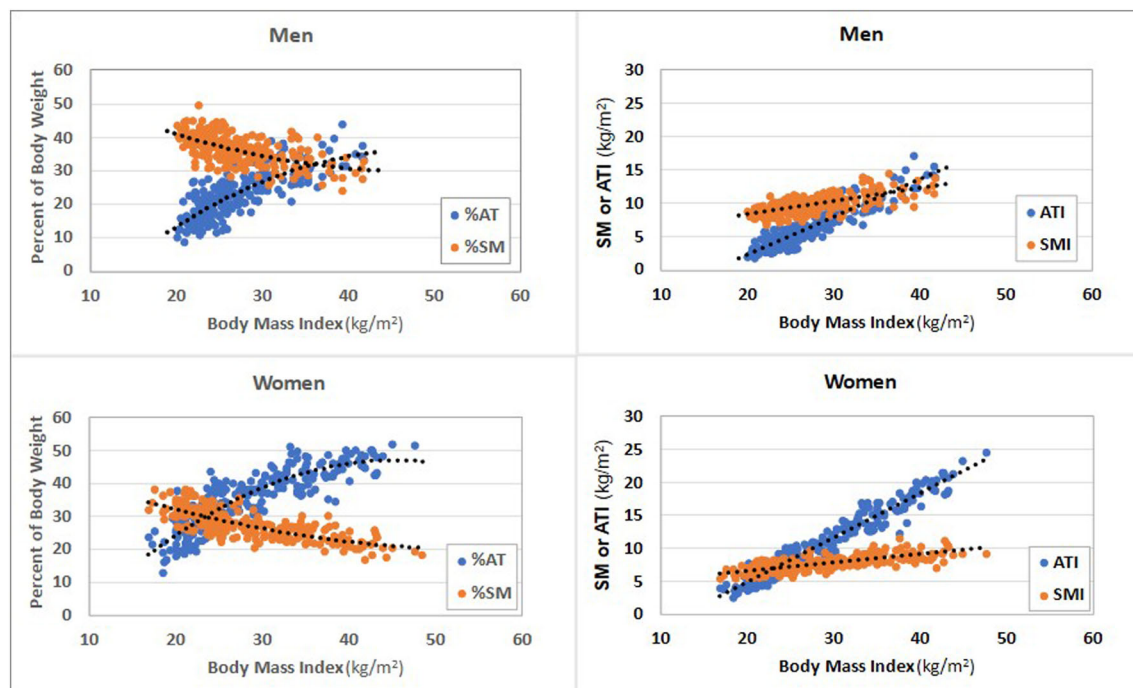 Men
60
50
40
30
20
10
0
Percent of Body Weight
%AT
%SM
10 20 30 40 50 60
Body Mass Index (kg/m²)
Men
30
25
20
15
10
5
0
SM or ATI (kg/m²)
ATI
SMI
10 20 30 40 50 60
Body Mass Index (kg/m²)
Women
60
50
40
30
20
10
0
Percent of Body Weight
%AT
%SM
10 20 30 40 50 60
Body Mass Index (kg/m²)
Women
30
25
20
15
10
5
0
SM or ATI (kg/m²)
ATI
SMI
10 20 30 40 50 60
Body Mass Index (kg/m²)